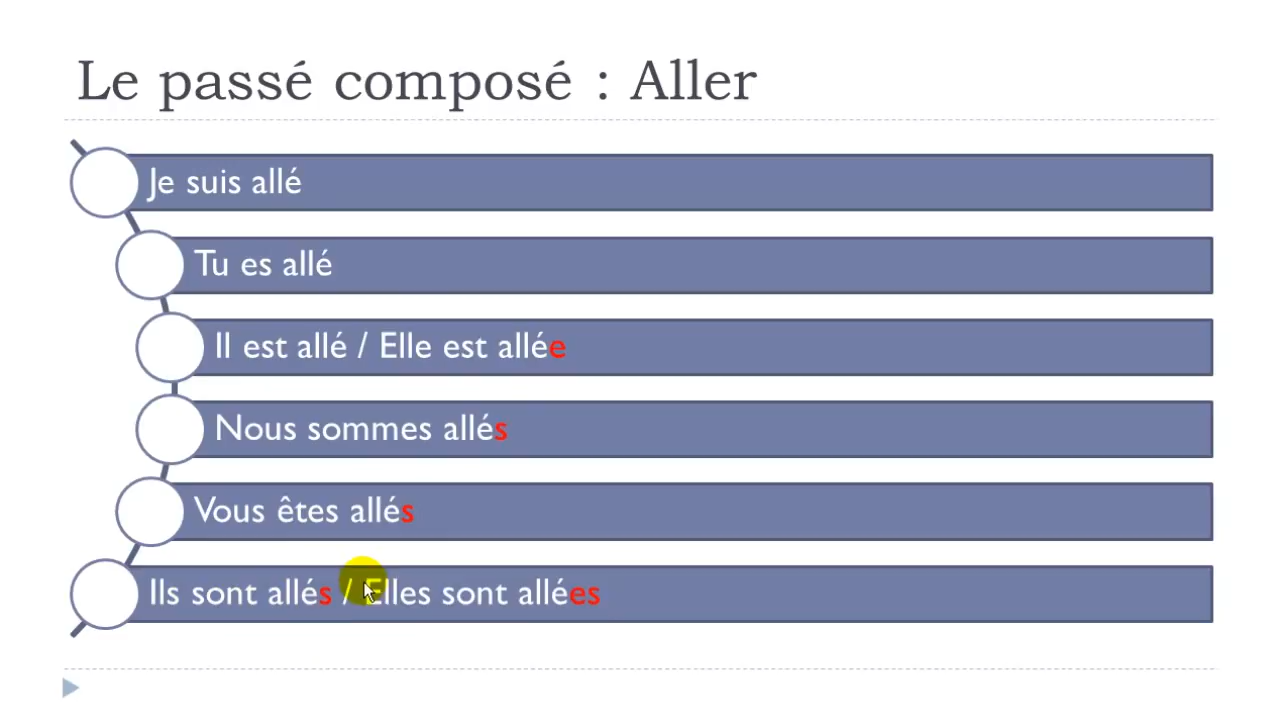 Le passé composé : Aller
Je suis allé
Tu es allé
Il est allé / Elle est allée
Nous sommes allés
Vous êtes allés
Ils sont allés / Elles sont allées